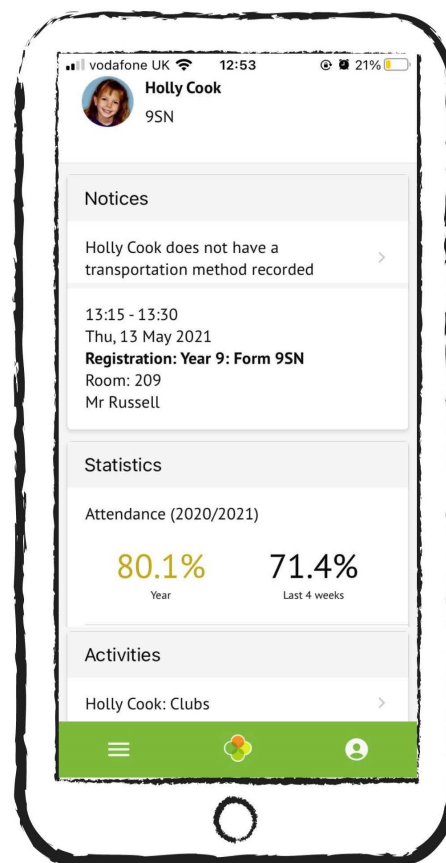 vodafone UK 12:53 21%
Holly Cook
9SN
Notices
Holly Cook does not have a
transportation method recorded
13:15 - 13:30
Thu, 13 May 2021
Registration: Year 9: Form 9SN
Room: 209
Mr Russell
Statistics
Attendance (2020/2021)
80.1% 71.4%
Year Last 4 weeks
Activities
Holly Cook: Clubs